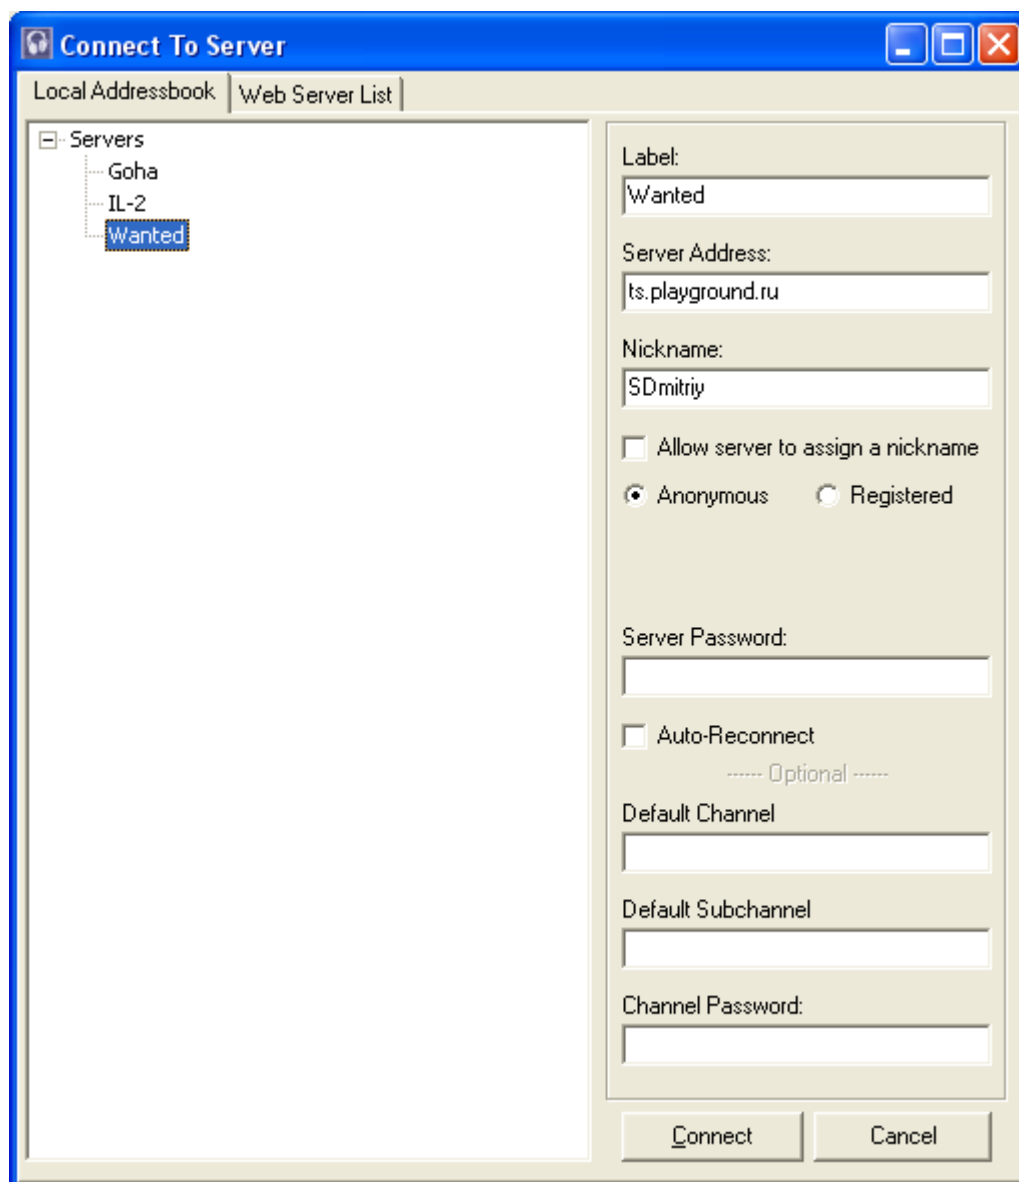 Connect To Server
Local Addressbook Web Server List
Servers
Goha
IL-2
Wanted
Label:
Wanted
Server Address:
ts.playground.ru
Nickname:
SDmitriy
Allow server to assign a nickname
Anonymous Registered
Server Password:
Auto-Reconnect
------ Optional ------
Default Channel
Default Subchannel
Channel Password:
Connect Cancel